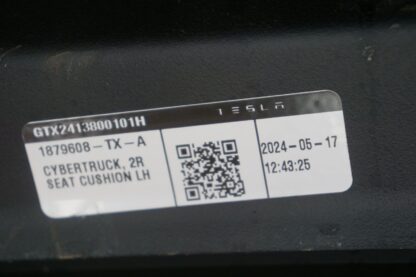 GTX2413800101H TESLA
1879608-TX-A
CYBERTRUCK, 2R
SEAT CUSHION LH
2024-05-17
12:43:25